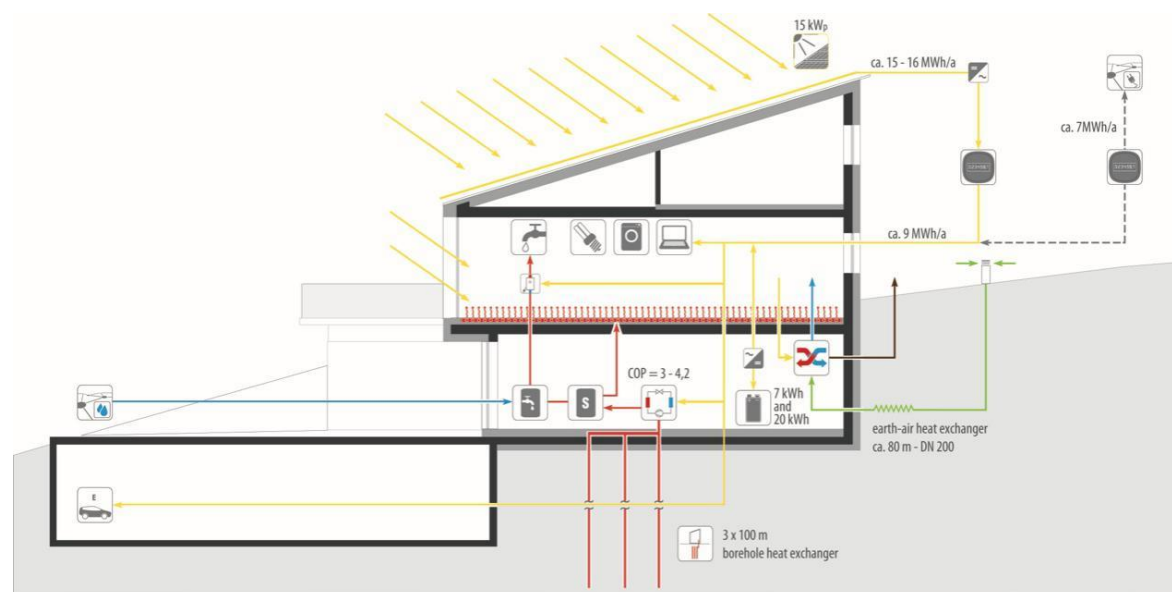 15 kWp
ca. 15 - 16 MWh/a
ca. 7MWh/a
ca. 9 MWh/a
COP = 3 - 4,2
S
7 kWh
and
20 kWh
earth-air heat exchanger
ca. 80 m - DN 200
E
3 x 100 m
borehole heat exchanger